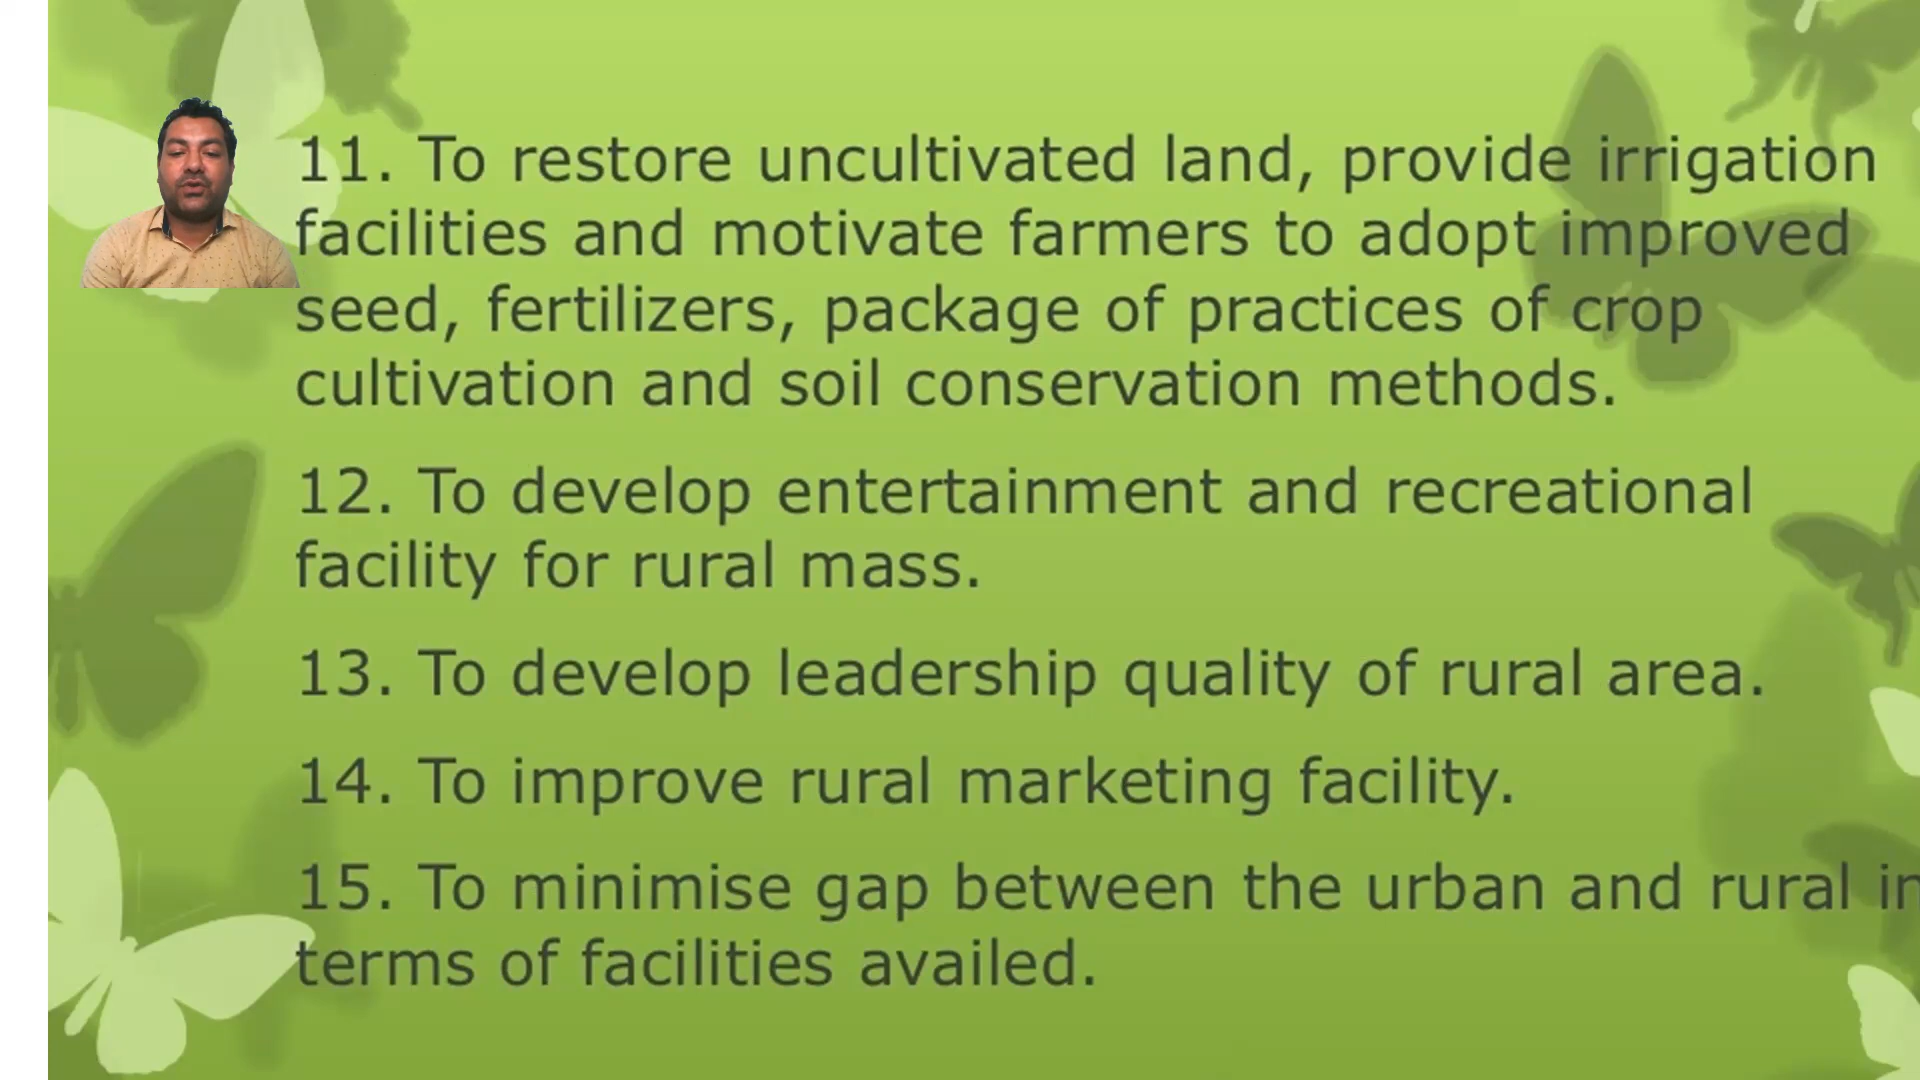 11. To restore uncultivated land, provide irrigation
facilities and motivate farmers to adopt improved
seed, fertilizers, package of practices of crop
cultivation and soil conservation methods.
12. To develop entertainment and recreational
facility for rural mass.
13. To develop leadership quality of rural area.
14. To improve rural marketing facility.
15. To minimise gap between the urban and rural in
terms of facilities availed.